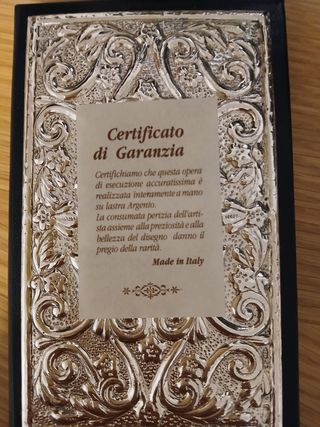 Certificato
di Garanzia
Certifichiamo che questa opera
di esecuzione accuratissima è
realizzata interamente a mano
su lastra Argento.
La consumata perizia dell'arti-
sta assieme alla preziosità e alla
bellezza del disegno danno il
pregio della rarità.
Made in Italy